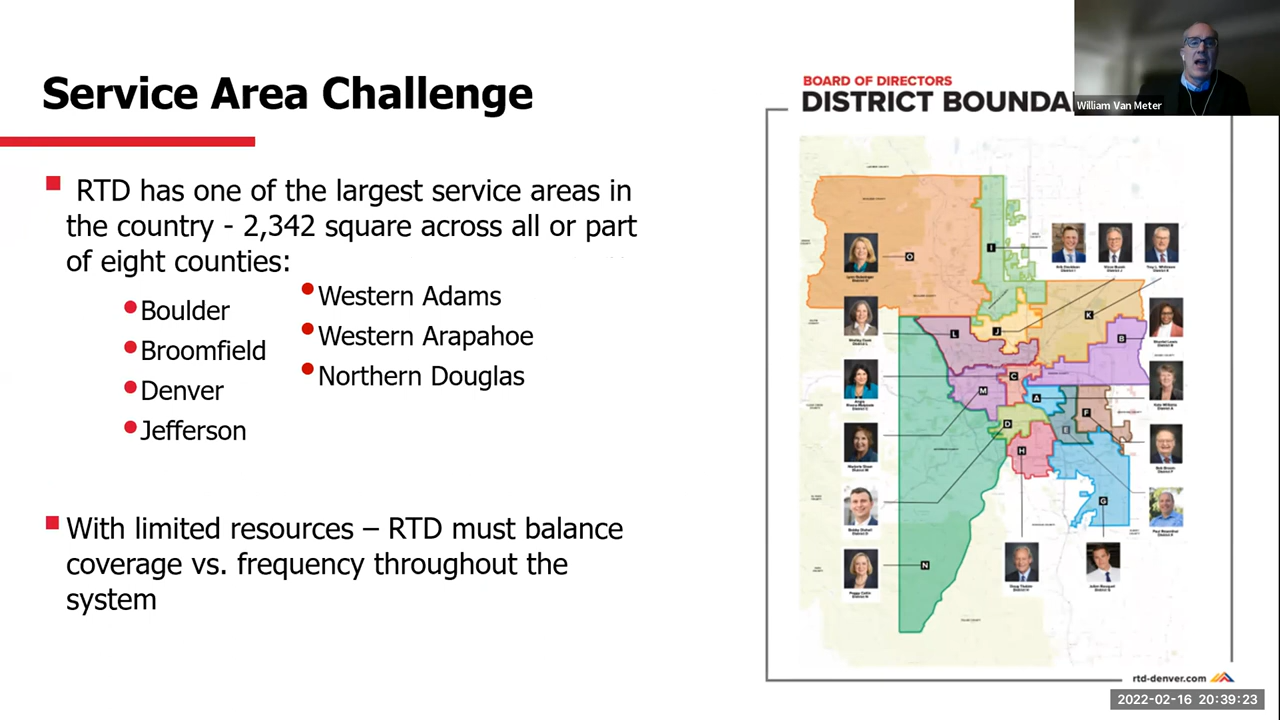 Service Area Challenge
RTD has one of the largest service areas in
the country - 2,342 square across all or part
of eight counties:
Boulder
Broomfield
Denver
Jefferson
Western Adams
Western Arapahoe
Northern Douglas
With limited resources – RTD must balance
coverage vs. frequency throughout the
system
BOARD OF DIRECTORS
DISTRICT BOUNDA
William Van Meter
O
I
L
J
K
B
C
M
A
D
F
E
H
G
N
rtd-denver.com
2022-02-16 20:39:23